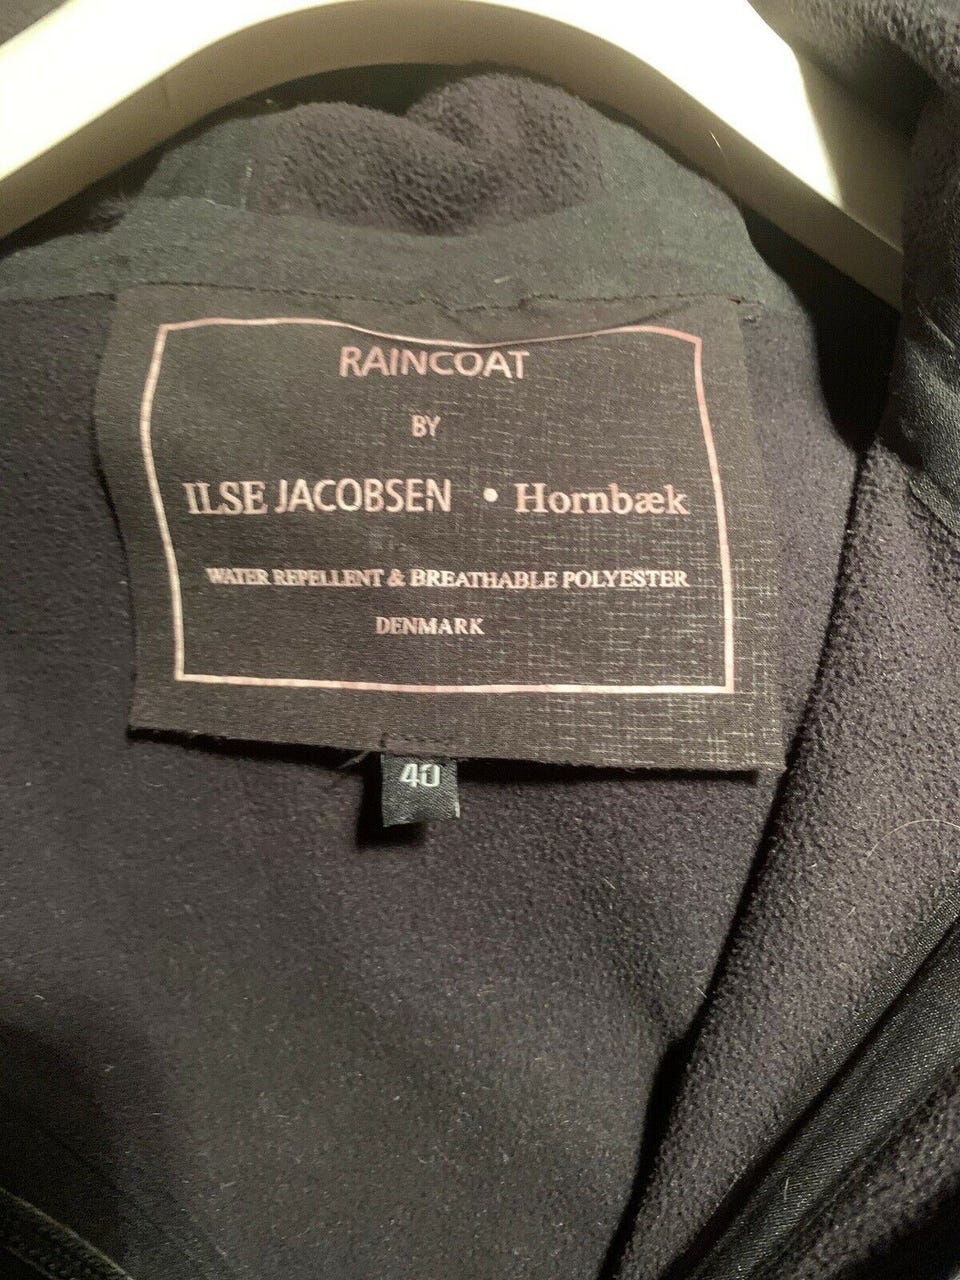 RAINCOAT
BY
ILSE JACOBSEN • Hornbæk
WATER REPELLENT & BREATHABLE POLYESTER
DENMARK
40